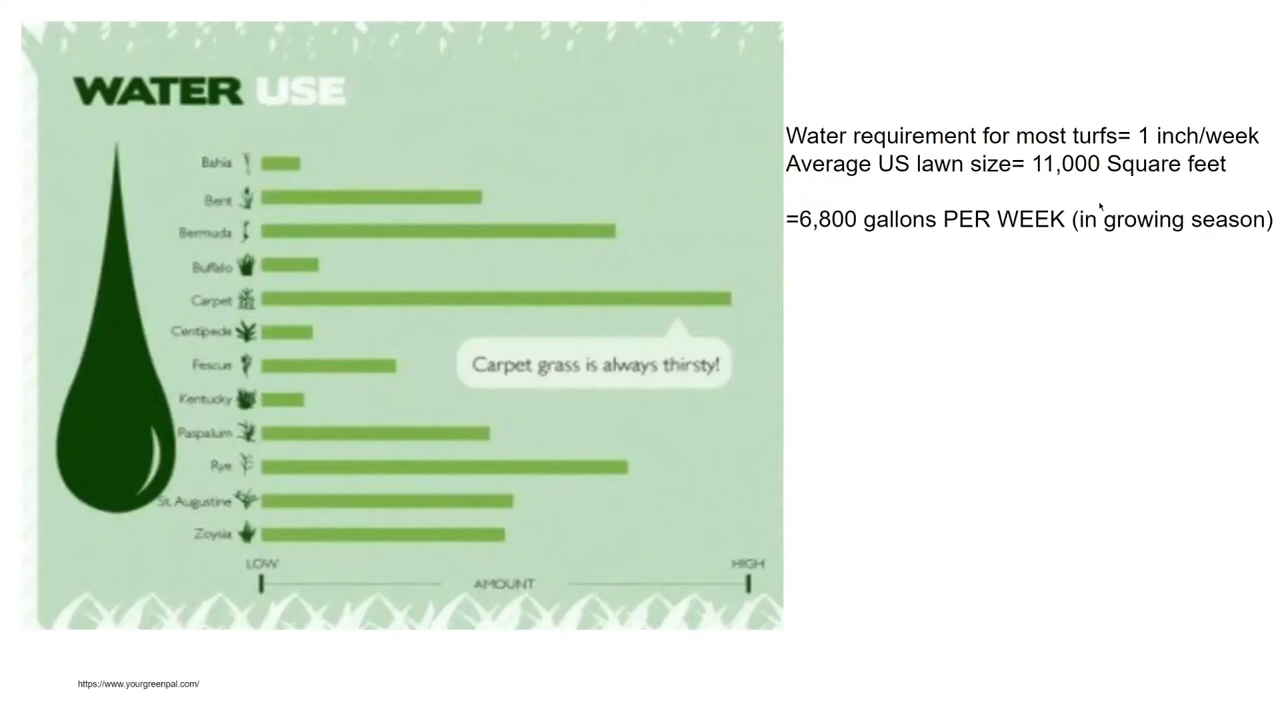 WATER USE
Bahia
Bent
Bermuda
Buffalo
Carpet
Centipede
Carpet grass is always thirsty!
Fescue
Kentucky
Paspalum
Rye
St. Augustine
Zoysia
LOW
HIGH
AMOUNT
Water requirement for most turfs= 1 inch/week
Average US lawn size= 11,000 Square feet
=6,800 gallons PER WEEK (in growing season)
https://www.yourgreenpal.com/